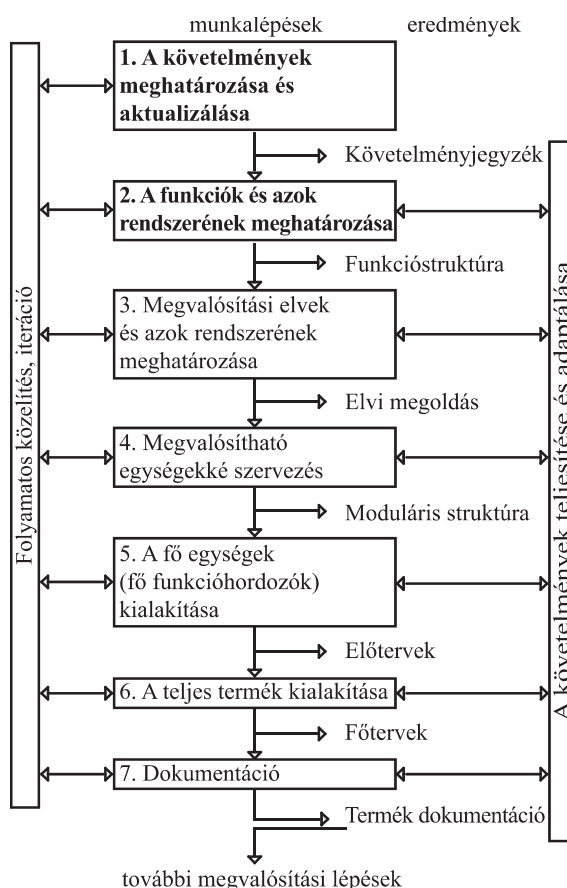 munkalépések eredmények
1. A követelmények
meghatározása és
aktualizálása
Követelményjegyzék
2. A funkciók és azok
rendszerének meghatározása
Funkcióstruktúra
3. Megvalósítási elvek
és azok rendszerének
meghatározása
Elvi megoldás
4. Megvalósítható
egységekké szervezés
Moduláris struktúra
5. A fő egységek
(fő funkcióhordozók)
kialakítása
Előtervek
6. A teljes termék kialakítása
Főtervek
7. Dokumentáció
Termék dokumentáció
további megvalósítási lépések
Folyamatos közelítés, iteráció
A követelmények teljesítése és adaptálása